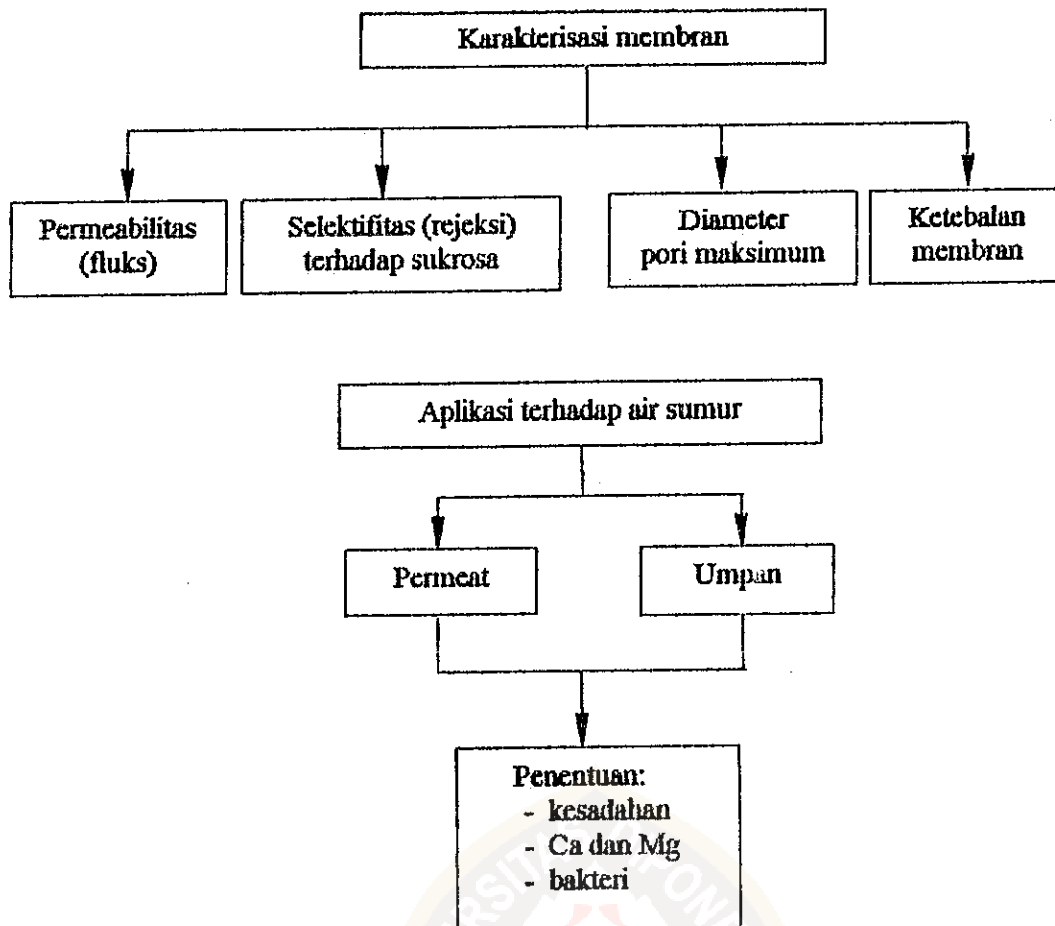 Karakterisasi membran
Permeabilitas
(fluks)
Selektifitas (rejeksi)
terhadap sukrosa
Diameter
pori maksimum
Ketebalan
membran
Aplikasi terhadap air sumur
Permeat
Umpan
Penentuan:
- kesadahan
- Ca dan Mg
- bakteri